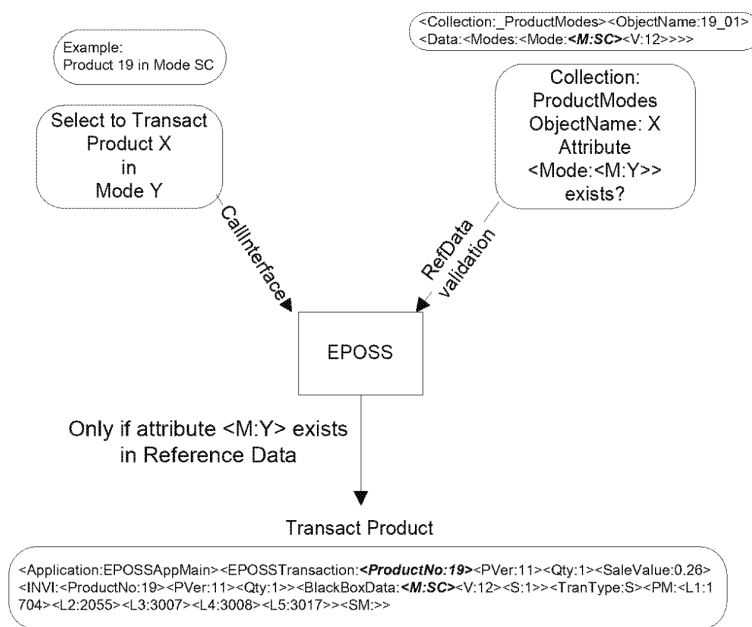 Example:
Product 19 in Mode SC
<Collection:_ProductModes><ObjectName:19_01>
<Data:<Modes:<Mode:<M:SC><V:12>>>>
Select to Transact
Product X
in
Mode Y
Collection:
ProductModes
ObjectName: X
Attribute
<Mode:<M:Y>>
exists?
CallInterface
RefData
validation
EPOSS
Only if attribute <M:Y> exists
in Reference Data
Transact Product
<Application:EPOSSAppMain><EPOSSTransaction:<ProductNo:19><PVer:11><Qty:1><SaleValue:0.26>
<INVI:<ProductNo:19><PVer:11><Qty:1>><BlackBoxData:<M:SC><V:12><S:1>><TranType:S><PM:<L1:1
704><L2:2055><L3:3007><L4:3008><L5:3017>><SM:>>